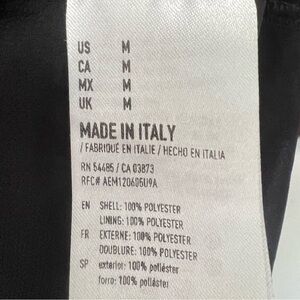 US M
CA M
MX M
UK M
MADE IN ITALY
/ FABRIQUÉ EN ITALIE / HECHO EN ITALIA
RN 54485 / CA 03873
RFC# AEM1206069U9A
EN SHELL: 100% POLYESTER
LINING: 100% POLYESTER
FR EXTERNE: 100% POLYESTER
DOUBLURE: 100% POLYESTER
SP exterior: 100% poliéster
forro: 100% poliéster